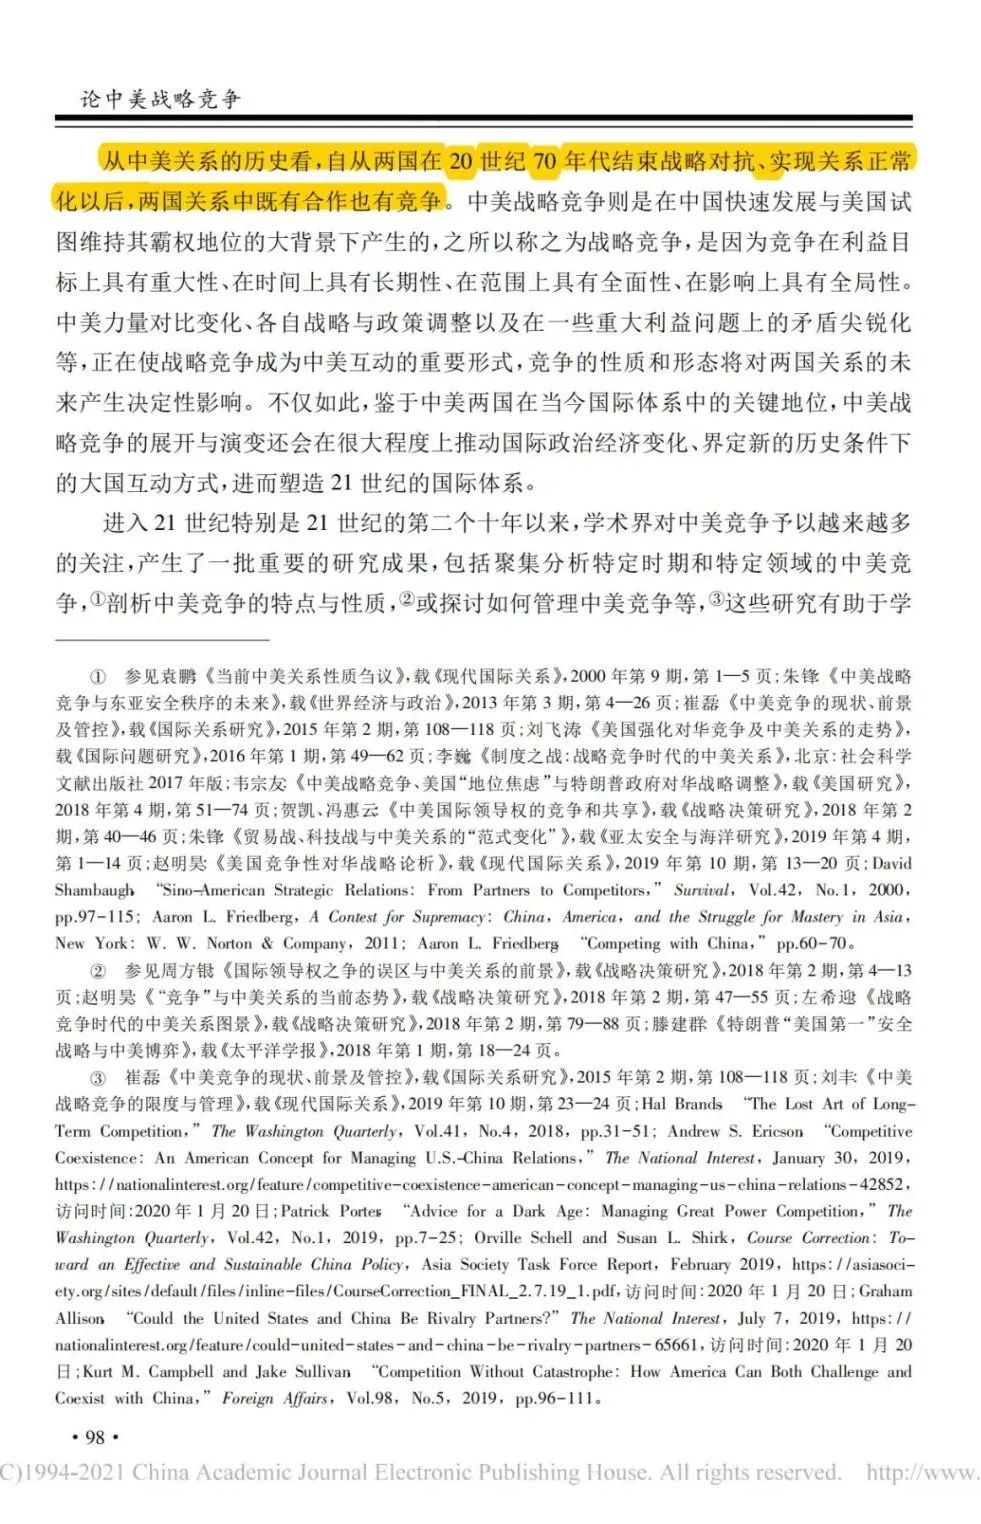 论中美战略竞争
从中美关系的历史看,自从两国在 20 世纪 70 年代结束战略对抗、实现关系正常
化以后,两国关系中既有合作也有竞争。中美战略竞争则是在中国快速发展与美国试
图维持其霸权地位的大背景下产生的,之所以称之为战略竞争,是因为竞争在利益目
标上具有重大性、在时间上具有长期性、在范围上具有全面性、在影响上具有全局性。
中美力量对比变化、各自战略与政策调整以及在一些重大利益问题上的矛盾尖锐化
等,正在使战略竞争成为中美互动的重要形式,竞争的性质和形态将对两国关系的未
来产生决定性影响。不仅如此,鉴于中美两国在当今国际体系中的关键地位,中美战
略竞争的展开与演变还会在很大程度上推动国际政治经济变化、界定新的历史条件下
的大国互动方式,进而塑造 21 世纪的国际体系。
进入 21 世纪特别是 21 世纪的第二个十年以来,学术界对中美竞争予以越来越多
的关注,产生了一批重要的研究成果,包括聚集分析特定时期和特定领域的中美竞
争,①剖析中美竞争的特点与性质,②或探讨如何管理中美竞争等,③这些研究有助于学
① 参见袁鹏:《当前中美关系性质刍议》,载《现代国际关系》,2000 年第 9 期,第 1—5 页;朱锋:《中美战略
竞争与东亚安全秩序的未来》,载《世界经济与政治》,2013 年第 3 期,第 4—26 页;崔磊:《中美竞争的现状、前景
及管控》,载《国际关系研究》,2015 年第 2 期,第 108—118 页;刘飞涛:《美国强化对华竞争及中美关系的走势》,
载《国际问题研究》,2016 年第 1 期,第 49—62 页;李巍:《制度之战:战略竞争时代的中美关系》,北京:社会科学
文献出版社 2017 年版;韦宗友:《中美战略竞争、美国“地位焦虑”与特朗普政府对华战略调整》,载《美国研究》,
2018 年第 4 期,第 51—74 页;贺凯、冯惠云:《中美国际领导权的竞争和共享》,载《战略决策研究》,2018 年第 2
期,第 40—46 页;朱锋:《贸易战、科技战与中美关系的“范式变化”》,载《亚太安全与海洋研究》,2019 年第 4 期,
第 1—14 页;赵明昊:《美国竞争性对华战略论析》,载《现代国际关系》,2019 年第 10 期,第 13—20 页;David
Shambaugh, “Sino-American Strategic Relations: From Partners to Competitors,” Survival, Vol.42, No.1, 2000,
pp.97-115; Aaron L. Friedberg, A Contest for Supremacy: China, America, and the Struggle for Mastery in Asia,
New York: W. W. Norton & Company, 2011; Aaron L. Friedberg, “Competing with China,” pp.60-70。
② 参见周方银:《国际领导权之争的误区与中美关系的前景》,载《战略决策研究》,2018 年第 2 期,第 4—13
页;赵明昊:《“竞争”与中美关系的当前态势》,载《战略决策研究》,2018 年第 2 期,第 47—55 页;左希迎:《战略
竞争时代的中美关系图景》,载《战略决策研究》,2018 年第 2 期,第 79—88 页;滕建群:《特朗普“美国第一”安全
战略与中美博弈》,载《太平洋学报》,2018 年第 1 期,第 18—24 页。
③ 崔磊:《中美竞争的现状、前景及管控》,载《国际关系研究》,2015 年第 2 期,第 108—118 页;刘丰:《中美
战略竞争的限度与管理》,载《现代国际关系》,2019 年第 10 期,第 23—24 页;Hal Brands, “The Lost Art of Long-
Term Competition,” The Washington Quarterly, Vol.41, No.4, 2018, pp.31-51; Andrew S. Ericson, “Competitive
Coexistence: An American Concept for Managing U.S.-China Relations,” The National Interest, January 30, 2019,
https://nationalinterest.org/feature/competitive-coexistence-american-concept-managing-us-china-relations-42852,
访问时间:2020 年 1 月 20 日;Patrick Porter, “Advice for a Dark Age: Managing Great Power Competition,” The
Washington Quarterly, Vol.42, No.1, 2019, pp.7-25; Orville Schell and Susan L. Shirk, Course Correction: To-
ward an Effective and Sustainable China Policy, Asia Society Task Force Report, February 2019, https://asiasoci-
ety.org/sites/default/files/inline-files/CourseCorrection_FINAL_2.7.19_1.pdf,访问时间:2020 年 1 月 20 日;Graham
Allison, “Could the United States and China Be Rivalry Partners?” The National Interest, July 7, 2019, https://
nationalinterest.org/feature/could-united-states-and-china-be-rivalry-partners-65661,访问时间:2020 年 1 月 20
日;Kurt M. Campbell and Jake Sullivan, “Competition Without Catastrophe: How America Can Both Challenge and
Coexist with China,” Foreign Affairs, Vol.98, No.5, 2019, pp.96-111。
·98·
C)1994-2021 China Academic Journal Electronic Publishing House. All rights reserved. http://www.